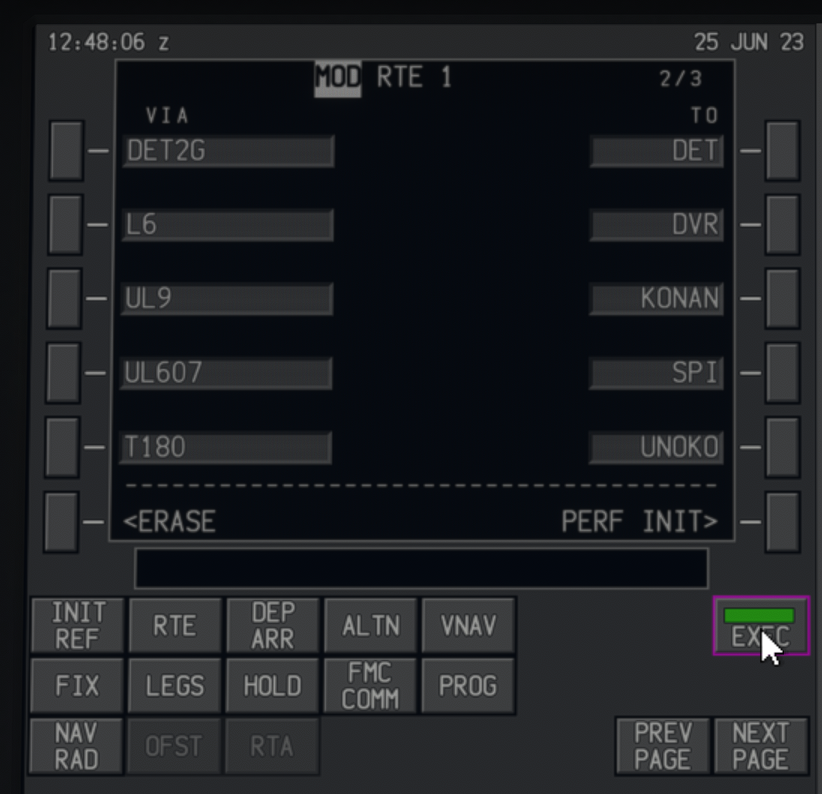 12:48:06 z 25 JUN 23
MOD RTE 1 2/3
VIA TO
DET2G DET
L6 DVR
UL9 KONAN
UL607 SPI
T180 UNOKO
------------------------------------
<ERASE PERF INIT>
INIT REF RTE DEP ARR ALTN VNAV EXEC
FIX LEGS HOLD FMC COMM PROG
NAV RAD OFST RTA PREV PAGE NEXT PAGE